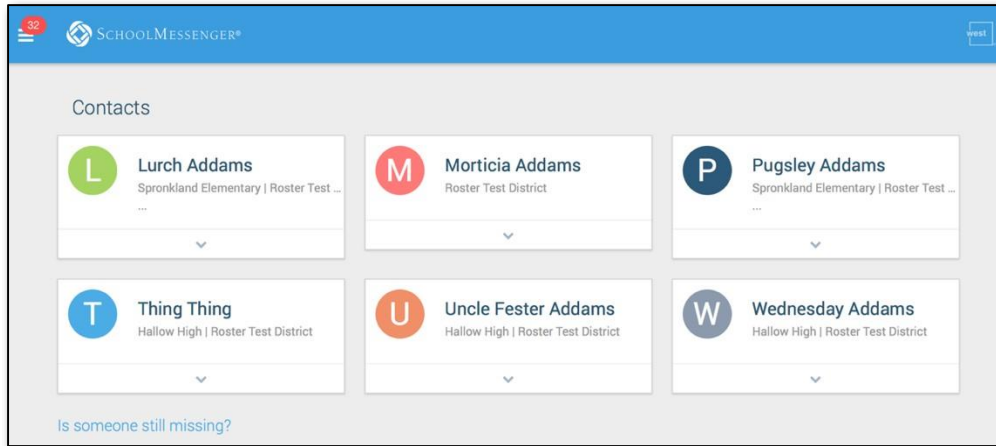 32
SCHOOLMESSENGER®
west
Contacts
L
Lurch Addams
Spronkland Elementary | Roster Test ...
...
M
Morticia Addams
Roster Test District
P
Pugsley Addams
Spronkland Elementary | Roster Test ...
...
T
Thing Thing
Hallow High | Roster Test District
U
Uncle Fester Addams
Hallow High | Roster Test District
W
Wednesday Addams
Hallow High | Roster Test District
Is someone still missing?